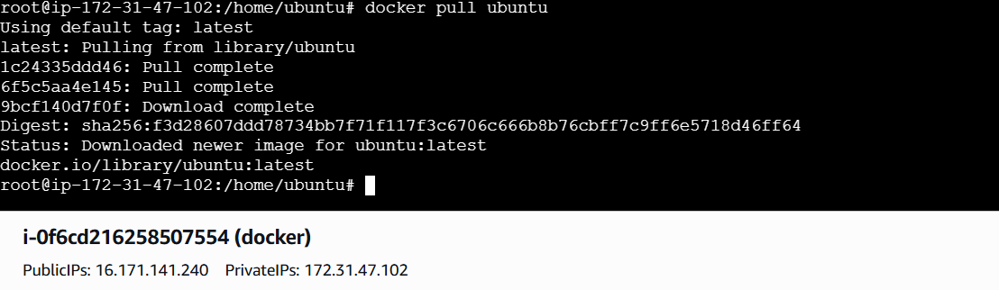 root@ip-172-31-47-102:/home/ubuntu# docker pull ubuntu
Using default tag: latest
latest: Pulling from library/ubuntu
1c24335ddd46: Pull complete
6f5c5aa4e145: Pull complete
9bcf140d7f0f: Download complete
Digest: sha256:f3d28607ddd78734bb7f71f117f3c6706c666b8b76cbff7c9ff6e5718d46ff64
Status: Downloaded newer image for ubuntu:latest
docker.io/library/ubuntu:latest
root@ip-172-31-47-102:/home/ubuntu#
i-0f6cd216258507554 (docker)
PublicIPs: 16.171.141.240 PrivateIPs: 172.31.47.102